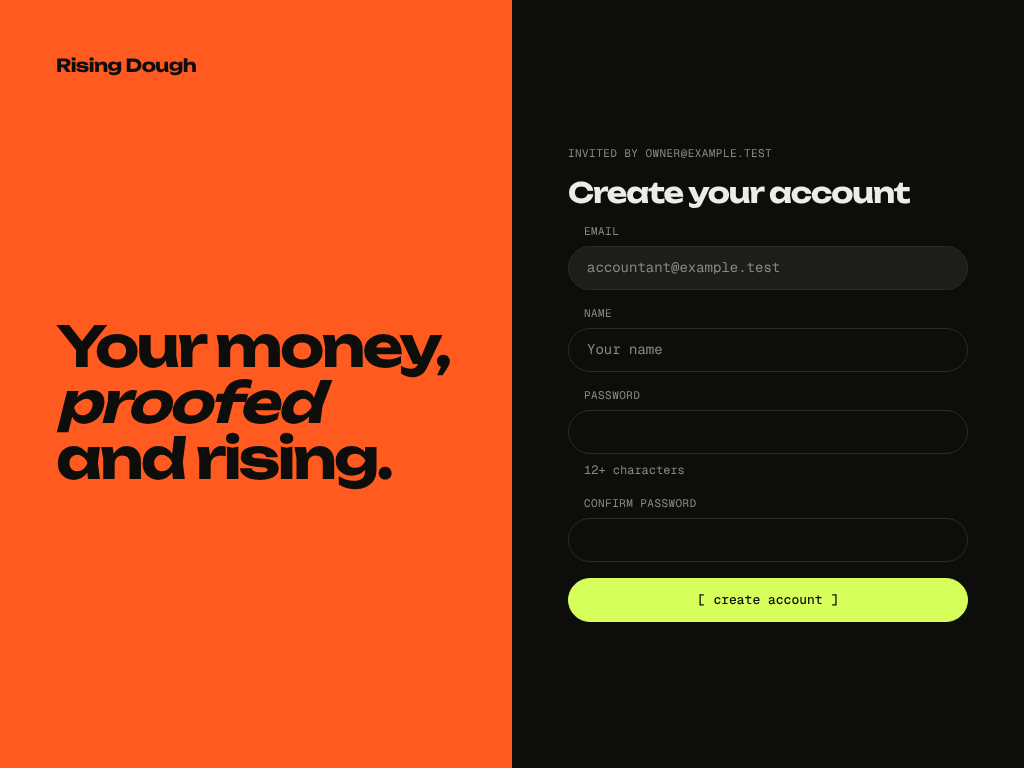 Rising Dough
Your money,
proofed
and rising.
INVITED BY OWNER@EXAMPLE.TEST
Create your account
EMAIL
accountant@example.test
NAME
Your name
PASSWORD
12+ characters
CONFIRM PASSWORD
[ create account ]